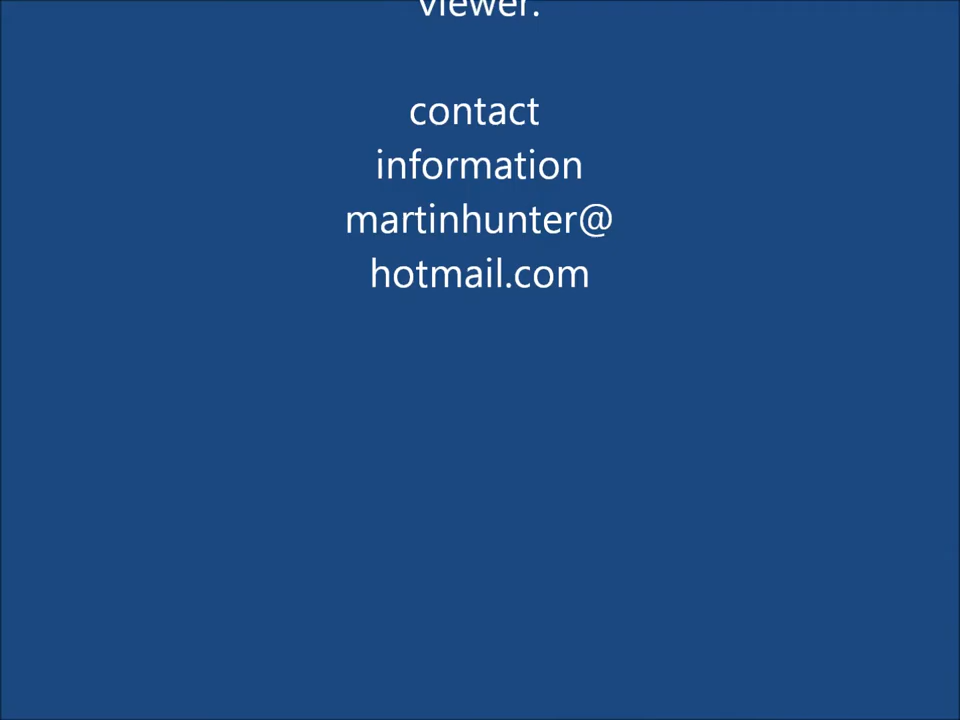 viewer.
contact
information
martinhunter@
hotmail.com